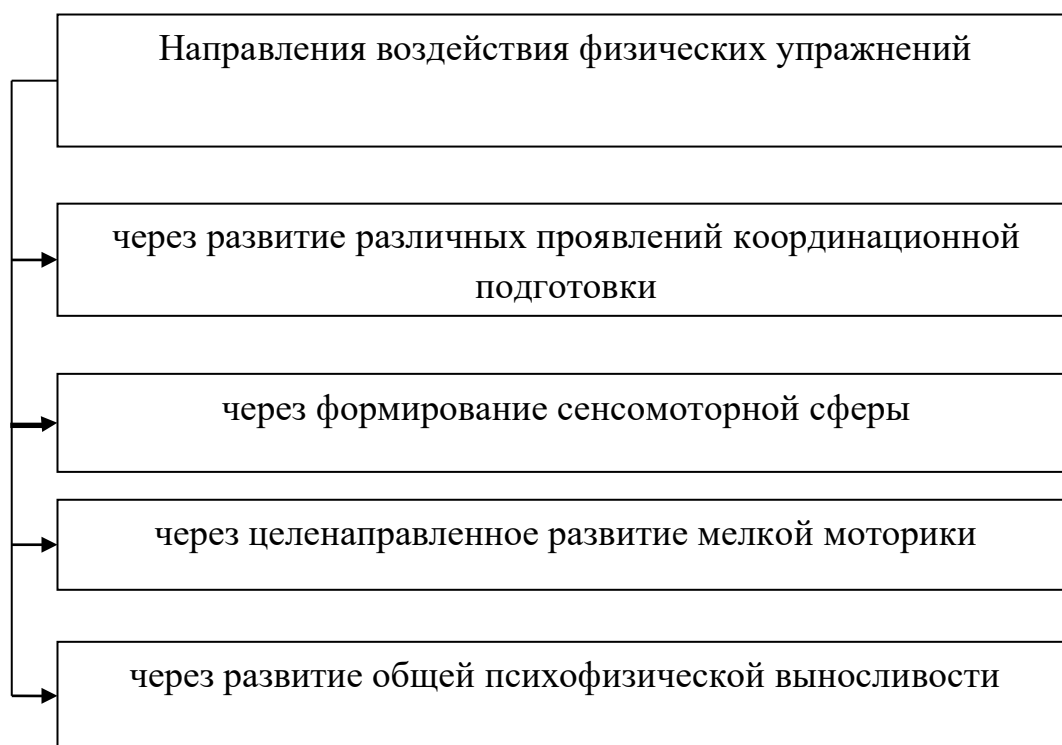 Направления воздействия физических упражнений
через развитие различных проявлений координационной
подготовки
через формирование сенсомоторной сферы
через целенаправленное развитие мелкой моторики
через развитие общей психофизической выносливости